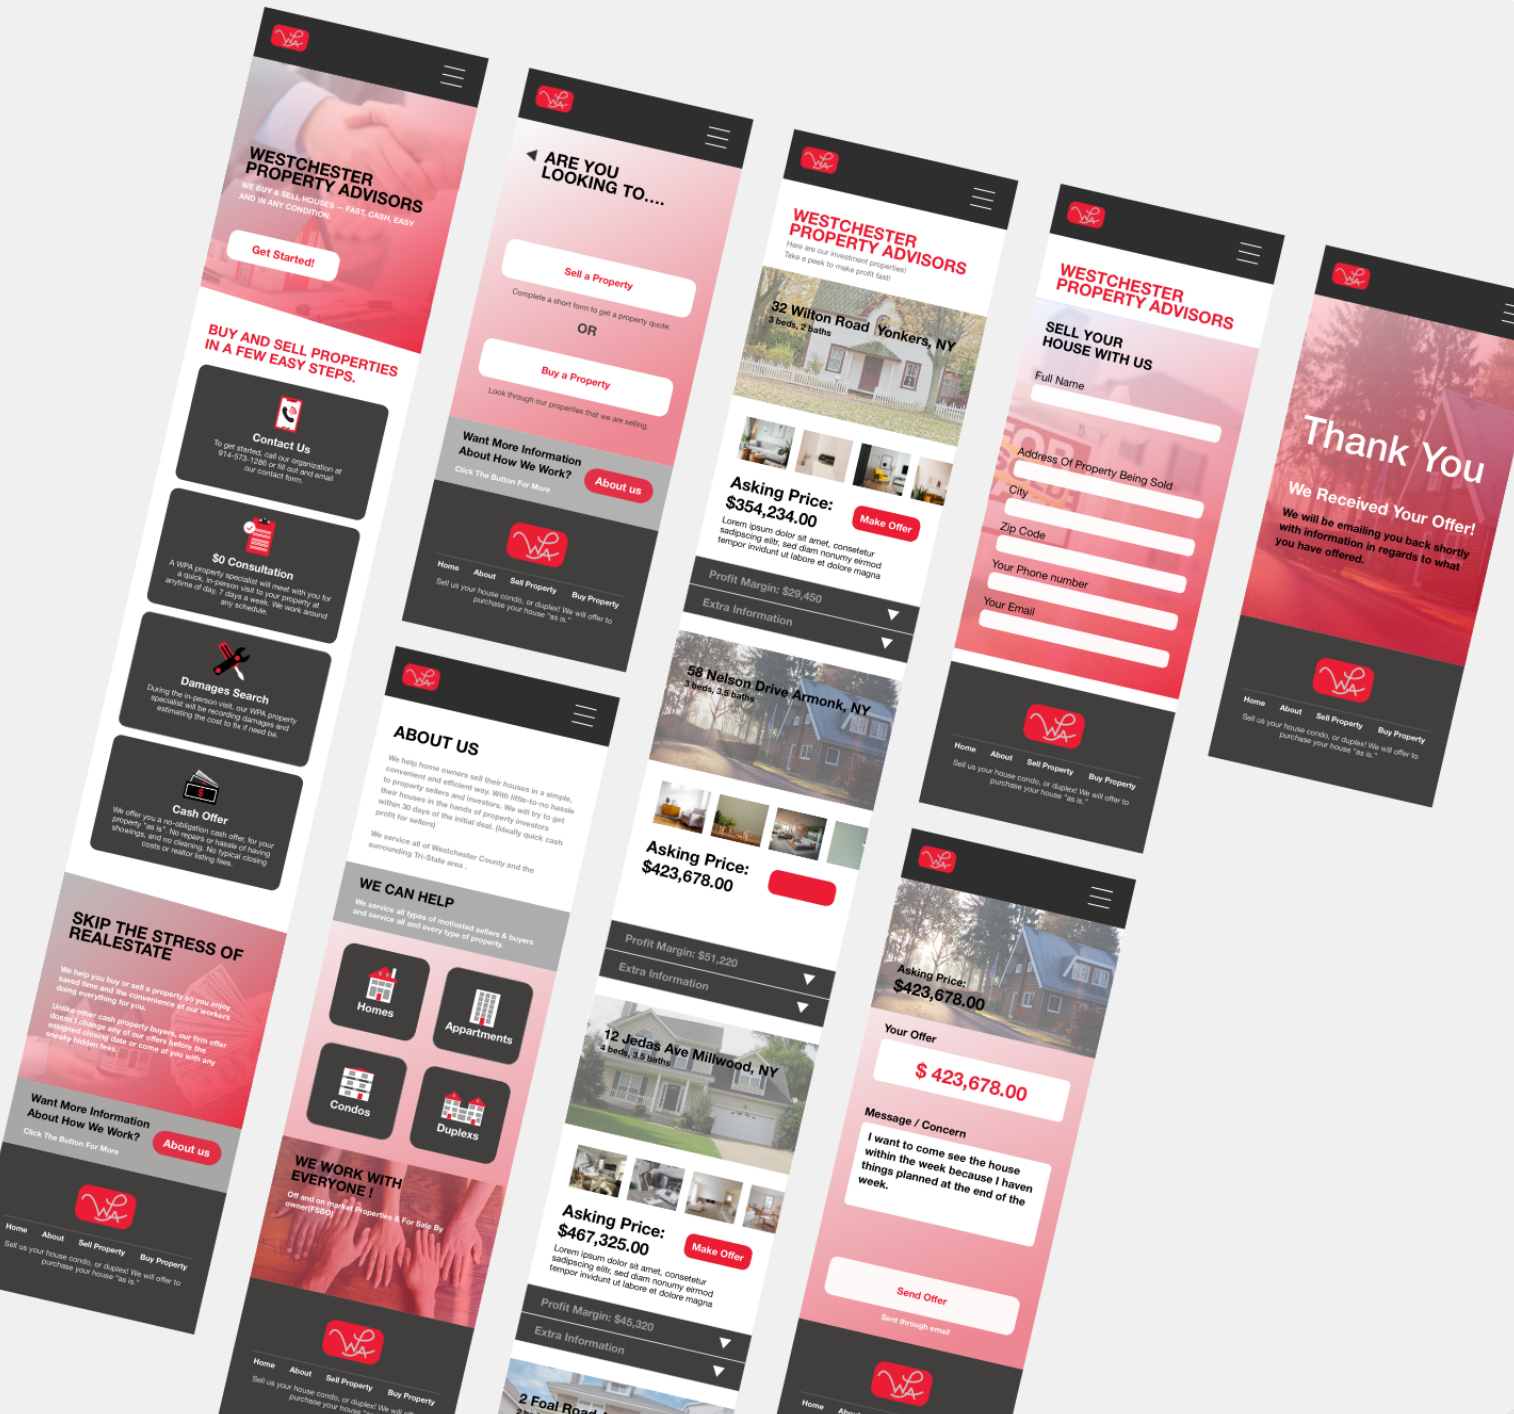 WESTCHESTER
PROPERTY ADVISORS
WE BUY & SELL HOUSES – FAST, CASH, EASY
AND IN ANY CONDITION.
Get Started!
BUY AND SELL PROPERTIES
IN A FEW EASY STEPS.
Contact Us
To get started, call our organization at
914-573-1286 or fill out and email
our contact form.
$0 Consultation
A WPA property specialist will meet with you for
a quick, in-person visit to your property at
anytime of day, 7 days a week. We work around
any schedule.
Damages Search
During the in-person visit, our WPA property
specialist will be recording damages and
estimating the cost to fix if need be.
Cash Offer
We offer you a no-obligation cash offer, for your
property "as is". No repairs or hassle of having
showings, and no cleaning. No typical closing
costs or realtor listing fees.
SKIP THE STRESS OF
REALESTATE
We help you buy or sell a property so you enjoy
saved time and the convenience of our workers
doing everything for you.
Unlike other cash property buyers, our firm offer
doesn't change any of our offers before the
assigned closing date or come at you with any
sneaky hidden fees.
Want More Information
About How We Work?
Click The Button For More
About us
WPA
Home
About
Sell Property
Buy Property
Sell us your house condo, or duplex! We will offer to
purchase your house "as is."
ARE YOU
LOOKING TO....
Sell a Property
Complete a short form to get a property quote.
OR
Buy a Property
Look through our properties that we are selling.
Want More Information
About How We Work?
Click The Button For More
About us
WPA
Home
About
Sell Property
Buy Property
Sell us your house condo, or duplex! We will offer to
purchase your house "as is."
ABOUT US
We help home owners sell their houses in a simple,
convenient and efficient way. With little-to-no hassle
to property sellers and investors. We will try to get
their houses in the hands of property investors
within 30 days of the initial deal. (Ideally quick cash
profit for sellers)
We service all of Westchester County and the
surrounding Tri-State area .
WE CAN HELP
We service all types of motivated sellers & buyers
and service all and every type of property.
Homes
Appartments
Condos
Duplexs
WE WORK WITH
EVERYONE !
Off and on market Properties & For Sale By
owner(FSBO)
WPA
Home
About
Sell Property
Buy Property
Sell us your house condo, or duplex! We will offer
purchase your house "as is."
WESTCHESTER
PROPERTY ADVISORS
Here are our investment properties!
Take a peek to make profit fast!
32 Wilton Road Yonkers, NY
3 beds, 2 baths
Asking Price:
$354,234.00
Make Offer
Lorem ipsum dolor sit amet, consetetur
sadipscing elitr, sed diam nonumy eirmod
tempor invidunt ut labore et dolore magna
Profit Margin: $29,450
Extra Information
58 Nelson Drive Armonk, NY
3 beds, 3.5 baths
Asking Price:
$423,678.00
Profit Margin: $51,220
Extra Information
12 Jedas Ave Millwood, NY
4 beds, 3.5 baths
Asking Price:
$467,325.00
Make Offer
Lorem ipsum dolor sit amet, consetetur
sadipscing elitr, sed diam nonumy eirmod
tempor invidunt ut labore et dolore magna
Profit Margin: $45,320
Extra Information
2 Foal Road
WESTCHESTER
PROPERTY ADVISORS
SELL YOUR
HOUSE WITH US
Full Name
Address Of Property Being Sold
City
Zip Code
Your Phone number
Your Email
WPA
Home
About
Sell Property
Buy Property
Sell us your house condo, or duplex! We will offer to
purchase your house "as is."
Asking Price:
$423,678.00
Your Offer
$ 423,678.00
Message / Concern
I want to come see the house
within the week because I haven
things planned at the end of the
week.
Send Offer
Sent through email
WPA
Home
Thank You
We Received Your Offer!
We will be emailing you back shortly
with information in regards to what
you have offered.
WPA
Home
About
Sell Property
Buy Property
Sell us your house condo, or duplex! We will offer to
purchase your house "as is."